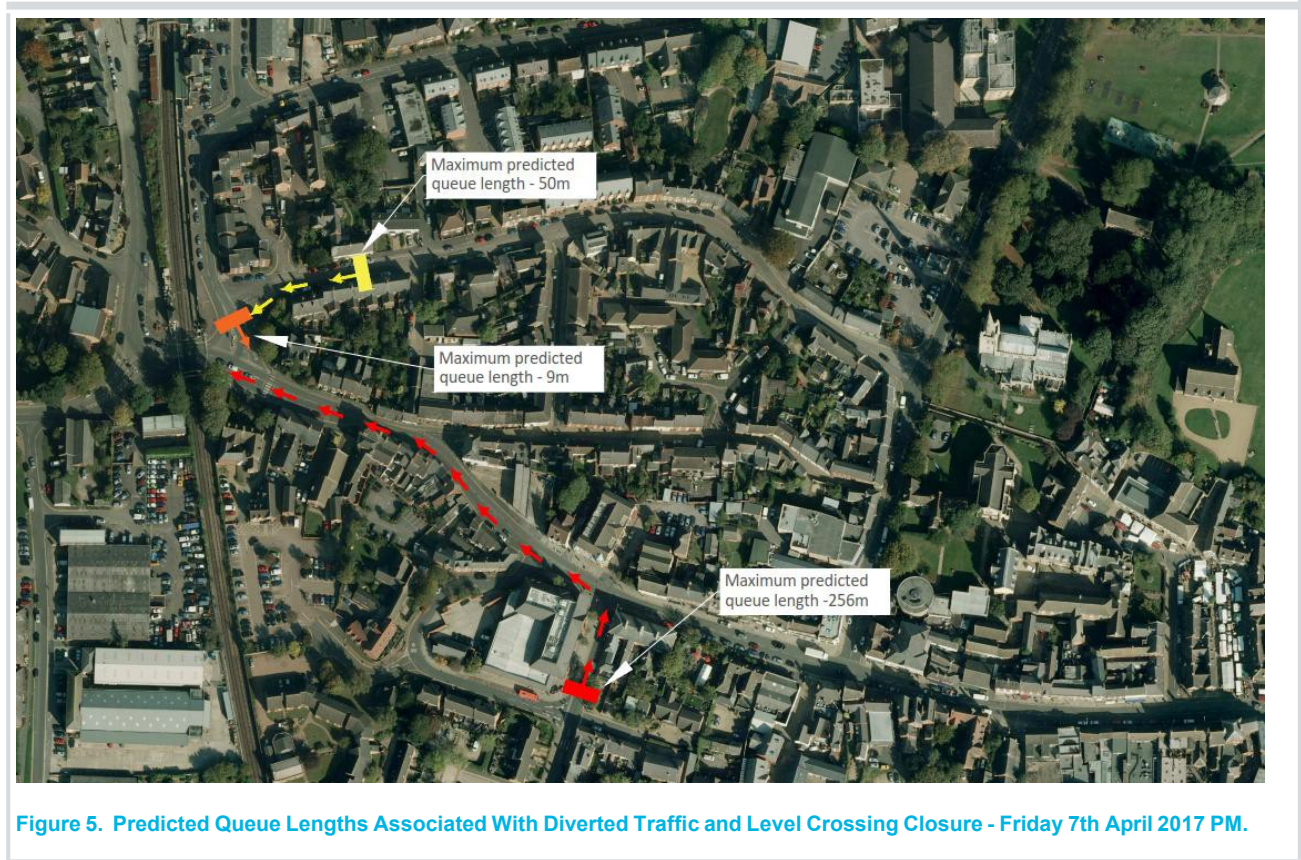 Maximum predicted
queue length - 50m
Maximum predicted
queue length - 9m
Maximum predicted
queue length -256m
Figure 5. Predicted Queue Lengths Associated With Diverted Traffic and Level Crossing Closure - Friday 7th April 2017 PM.